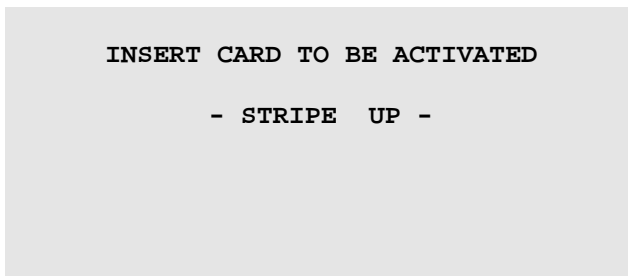 INSERT CARD TO BE ACTIVATED
- STRIPE  UP -